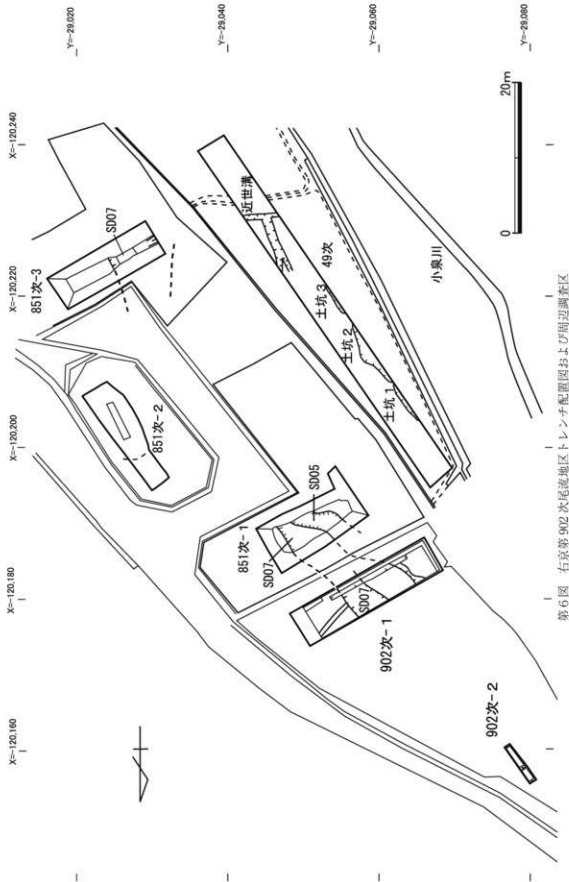 X=-120,160
X=-120,180
X=-120,200
X=-120,220
X=-120,240
Y=-29,020
Y=-29,040
Y=-29,060
Y=-29,080
851次-3
SD07
851次-2
851次-1
SD07
SD05
902次-1
SD07
902次-2
近世溝
49次
土坑3
土坑2
土坑1
小泉川
0
20m
第6図 右京第902次尾流地区トレンチ配置図および周辺調査区